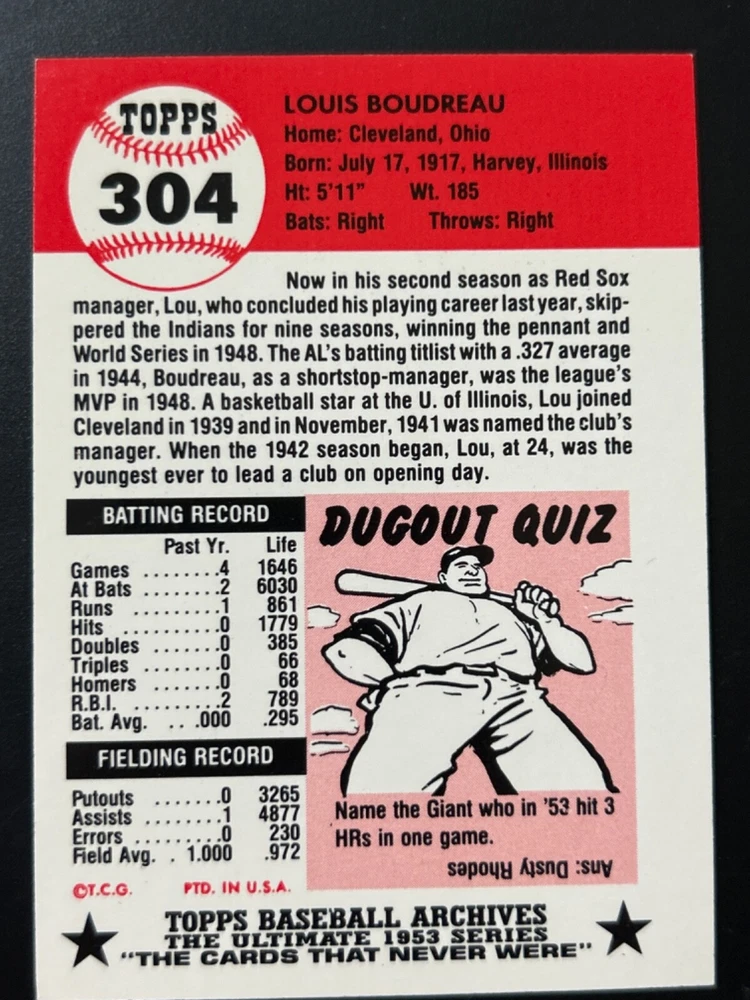 TOPPS
304
LOUIS BOUDREAU
Home: Cleveland, Ohio
Born: July 17, 1917, Harvey, Illinois
Ht: 5'11" Wt. 185
Bats: Right Throws: Right
Now in his second season as Red Sox
manager, Lou, who concluded his playing career last year, skip-
pered the Indians for nine seasons, winning the pennant and
World Series in 1948. The AL's batting titlist with a .327 average
in 1944, Boudreau, as a shortstop-manager, was the league's
MVP in 1948. A basketball star at the U. of Illinois, Lou joined
Cleveland in 1939 and in November, 1941 was named the club's
manager. When the 1942 season began, Lou, at 24, was the
youngest ever to lead a club on opening day.
BATTING RECORD
Past Yr. Life
Games ........4 1646
At Bats ........2 6030
Runs ........1 861
Hits ..........0 1779
Doubles ......0 385
Triples .......0 66
Homers .......0 68
R.B.I. .........2 789
Bat. Avg. .. .000 .295
FIELDING RECORD
Putouts .......0 3265
Assists .......1 4877
Errors ........0 230
Field Avg. . 1.000 .972
©T.C.G. PTD. IN U.S.A.
DUGOUT QUIZ
Name the Giant who in '53 hit 3
HRs in one game.
Ans: Dusty Rhodes
TOPPS BASEBALL ARCHIVES
THE ULTIMATE 1953 SERIES
"THE CARDS THAT NEVER WERE"